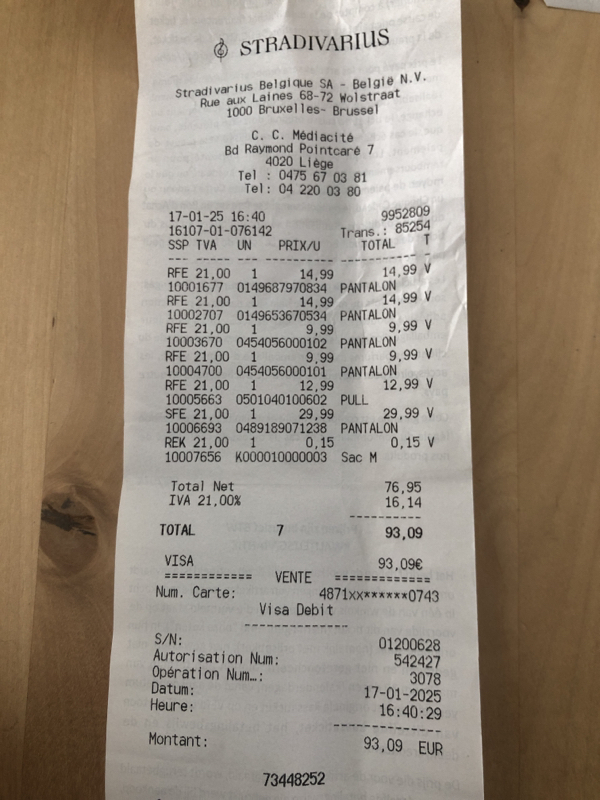 STRADIVARIUS
Stradivarius Belgique SA - België N.V.
Rue aux Laines 68-72 Wolstraat
1000 Bruxelles- Brussel
C. C. Médiacité
Bd Raymond Pointcaré 7
4020 Liège
Tel : 0475 67 03 81
Tel: 04 220 03 80
17-01-25 16:40 9952809
16107-01-076142 Trans.: 85254
SSP TVA UN PRIX/U TOTAL T
--- ----- --- -------- ----------- -
RFE 21,00 1 14,99 14,99 V
10001677 0149687970834 PANTALON
RFE 21,00 1 14,99 14,99 V
10002707 0149653670534 PANTALON
RFE 21,00 1 9,99 9,99 V
10003670 0454056000102 PANTALON
RFE 21,00 1 9,99 9,99 V
10004700 0454056000101 PANTALON
RFE 21,00 1 12,99 12,99 V
10005663 0501040100602 PULL
SFE 21,00 1 29,99 29,99 V
10006693 0489189071238 PANTALON
REK 21,00 1 0,15 0,15 V
10007656 K000010000003 Sac M
Total Net 76,95
IVA 21,00% 16,14
----------
TOTAL 7 93,09
VISA 93,09€
============ VENTE =============
Num. Carte: 4871xx******0743
Visa Debit
--------------
S/N: 01200628
Autorisation Num: 542427
Opération Num…: 3078
Datum: 17-01-2025
Heure: 16:40:29
---------------
Montant: 93,09 EUR
73448252